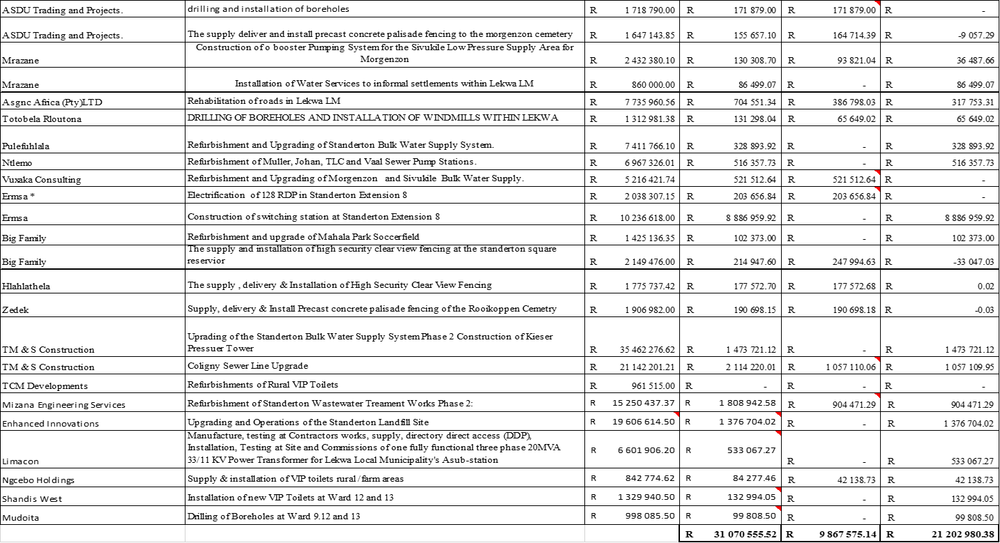 ASDU Trading and Projects. drilling and installation of boreholes R 1 718 790.00 R 171 879.00 R 171 879.00 R -
ASDU Trading and Projects. The supply deliver and install precast concrete palisade fencing to the morgenzon cemetery R 1 647 143.85 R 155 657.10 R 164 714.39 R -9 057.29
Construction of o booster Pumping System for the Sivukile Low Pressure Supply Area for
Mrazane Morgenzon R 2 432 380.10 R 130 308.70 R 93 821.04 R 36 487.66
Mrazane Installation of Water Services to informal settlements within Lekwa LM R 860 000.00 R 86 499.07 R - R 86 499.07
Asgnc Africa (Pty)LTD Rehabilitation of roads in Lekwa LM R 7 735 960.56 R 704 551.34 R 386 798.03 R 317 753.31
Totobela Rloutona DRILLING OF BOREHOLES AND INSTALLATION OF WINDMILLS WITHIN LEKWA R 1 312 981.38 R 131 298.04 R 65 649.02 R 65 649.02
Pulefuhlala Refurbishment and Upgrading of Standerton Bulk Water Supply System. R 7 411 766.10 R 328 893.92 R - R 328 893.92
Ntlemo Refurbishment of Muller, Johan, TLC and Vaal Sewer Pump Stations. R 6 967 326.01 R 516 357.73 R - R 516 357.73
Vuxaka Consulting Refurbishment and Upgrading of Morgenzon and Sivukile Bulk Water Supply. R 5 216 421.74 521 512.64 R 521 512.64 R -
Ermsa * Electrification of 128 RDP in Standerton Extension 8 R 2 038 307.15 R 203 656.84 R 203 656.84 R -
Ermsa Construction of switching station at Standerton Extension 8 R 10 236 618.00 R 8 886 959.92 R - R 8 886 959.92
Big Family Refurbishment and upgrade of Mahala Park Soccerfield R 1 425 136.35 R 102 373.00 R - R 102 373.00
The supply and installation of high security clear view fencing at the standerton square
Big Family reservior R 2 149 476.00 R 214 947.60 R 247 994.63 R -33 047.03
Hlahlathela The supply , delivery & Installation of High Security Clear View Fencing R 1 775 737.42 R 177 572.70 R 177 572.68 R 0.02
Zedek Supply, delivery & Install Precast concrete palisade fencing of the Rooikoppen Cemetry R 1 906 982.00 R 190 698.15 R 190 698.18 R -0.03
Uprading of the Standerton Bulk Water Supply System Phase 2 Construction of Kieser
TM & S Construction Pressuer Tower R 35 462 276.62 R 1 473 721.12 R - R 1 473 721.12
TM & S Construction Coligny Sewer Line Upgrade R 21 142 201.21 R 2 114 220.01 R 1 057 110.06 R 1 057 109.95
TCM Developments Refurbishments of Rural VIP Toilets R 961 515.00 R - R - R -
Mizana Engineering Services Refurbishment of Standerton Wastewater Treament Works Phase 2: R 15 250 437.37 R 1 808 942.58 R 904 471.29 R 904 471.29
Enhanced Innovations Upgrading and Operations of the Standerton Landfill Site R 19 606 614.50 R 1 376 704.02 R - R 1 376 704.02
Manufacture, testing at Contractors works, supply, directory direct access (DDP),
Installation, Testing at Site and Commissions of one fully functional three phase 20MVA
Limacon 33/11 KV Power Transformer for Lekwa Local Municipality's Asub-station R 6 601 906.20 R 533 067.27 R - R 533 067.27
Ngcebo Holdings Supply & installation of VIP toilets rural /farm areas R 842 774.62 R 84 277.46 R 42 138.73 R 42 138.73
Shandis West Installation of new VIP Toilets at Ward 12 and 13 R 1 329 940.50 R 132 994.05 R - R 132 994.05
Mudoita Drilling of Boreholes at Ward 9.12 and 13 R 998 085.50 R 99 808.50 R - R 99 808.50
R 31 070 555.52 R 9 867 575.14 R 21 202 980.38